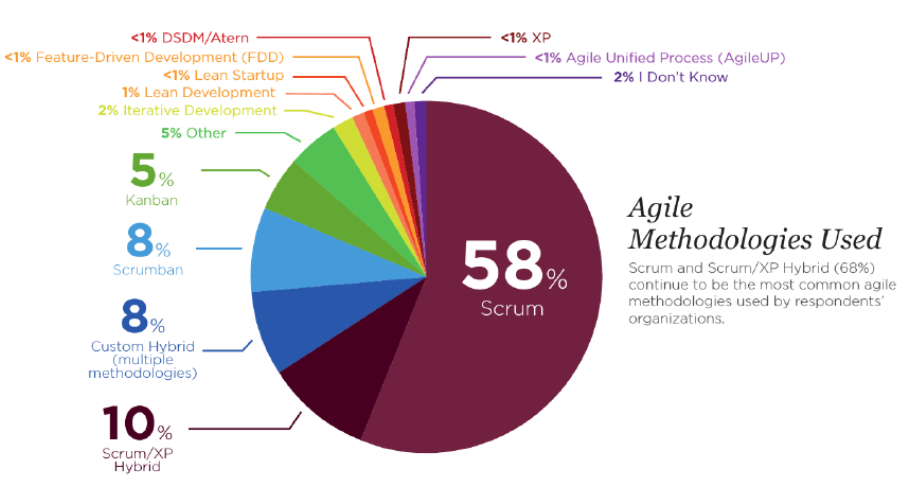 <1% DSDM/Atern
<1% XP
<1% Feature-Driven Development (FDD)
<1% Agile Unified Process (AgileUP)
<1% Lean Startup
2% I Don't Know
1% Lean Development
2% Iterative Development
5% Other
5%
Kanban
8%
Scrumban
8%
Custom Hybrid
(multiple
methodologies)
10%
Scrum/XP
Hybrid
58%
Scrum
Agile
Methodologies Used
Scrum and Scrum/XP Hybrid (68%)
continue to be the most common agile
methodologies used by respondents'
organizations.